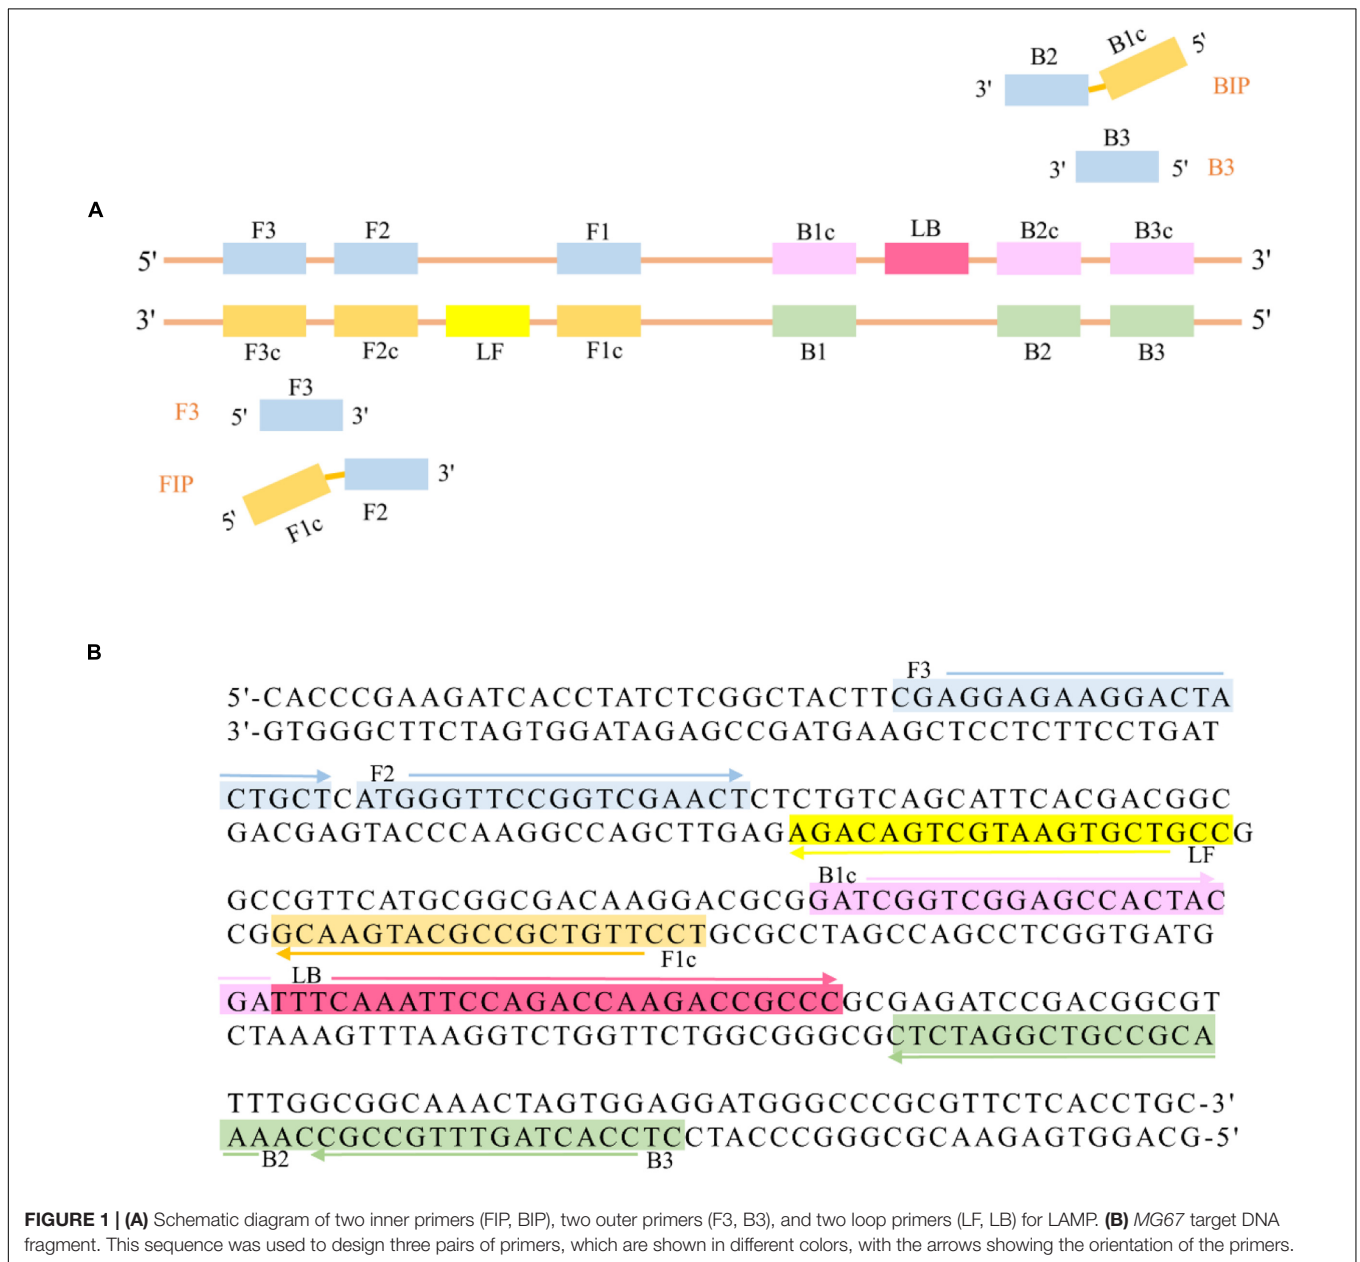 B2 B1c 5'
3' BIP
B3
3' 5' B3
A
F3 F2 F1 B1c LB B2c B3c
5' 3'
3' 5'
F3c F2c LF F1c B1 B2 B3
F3
F3 5' 3'
FIP 3'
5' F1c F2
B
F3
5'-CACCCGAAGATCACCTATCTCGGCTACTTCGAGGAGAAGGACTA
3'-GTGGGCTTCTAGTGGATAGAGCCGATGAAGCTCCTCTTCCTGAT
F2
CTGCTCATGGGTTCCGGTCGAACTCTCTGTCAGCATTCACGACGGC
GACGAGTACCCAAGGCCAGCTTGAGAGACAGTCGTAAGTGCTGCCG
LF
B1c
GCCGTTCATGCGGCGACAAGGACGCGGATCGGTCGGAGCCACTAC
CGGCAAGTACGCCGCTGTTCCTGCGCCTAGCCAGCCTCGGTGATG
F1c
LB
GATTTCAAATTCCAGACCAAGACCGCCCGCGAGATCCGACGGCGT
CTAAAGTTTAAGGTCTGGTTCTGGCGGGCGCTCTAGGCTGCCGCA
TTTGGCGGCAAACTAGTGGAGGATGGGCCCGCGTTCTCACCTGC-3'
AAACCGCCGTTTGATCACCTCCTACCCGGGCGCAAGAGTGGACG-5'
B2 B3
FIGURE 1 | (A) Schematic diagram of two inner primers (FIP, BIP), two outer primers (F3, B3), and two loop primers (LF, LB) for LAMP. (B) MG67 target DNA
fragment. This sequence was used to design three pairs of primers, which are shown in different colors, with the arrows showing the orientation of the primers.